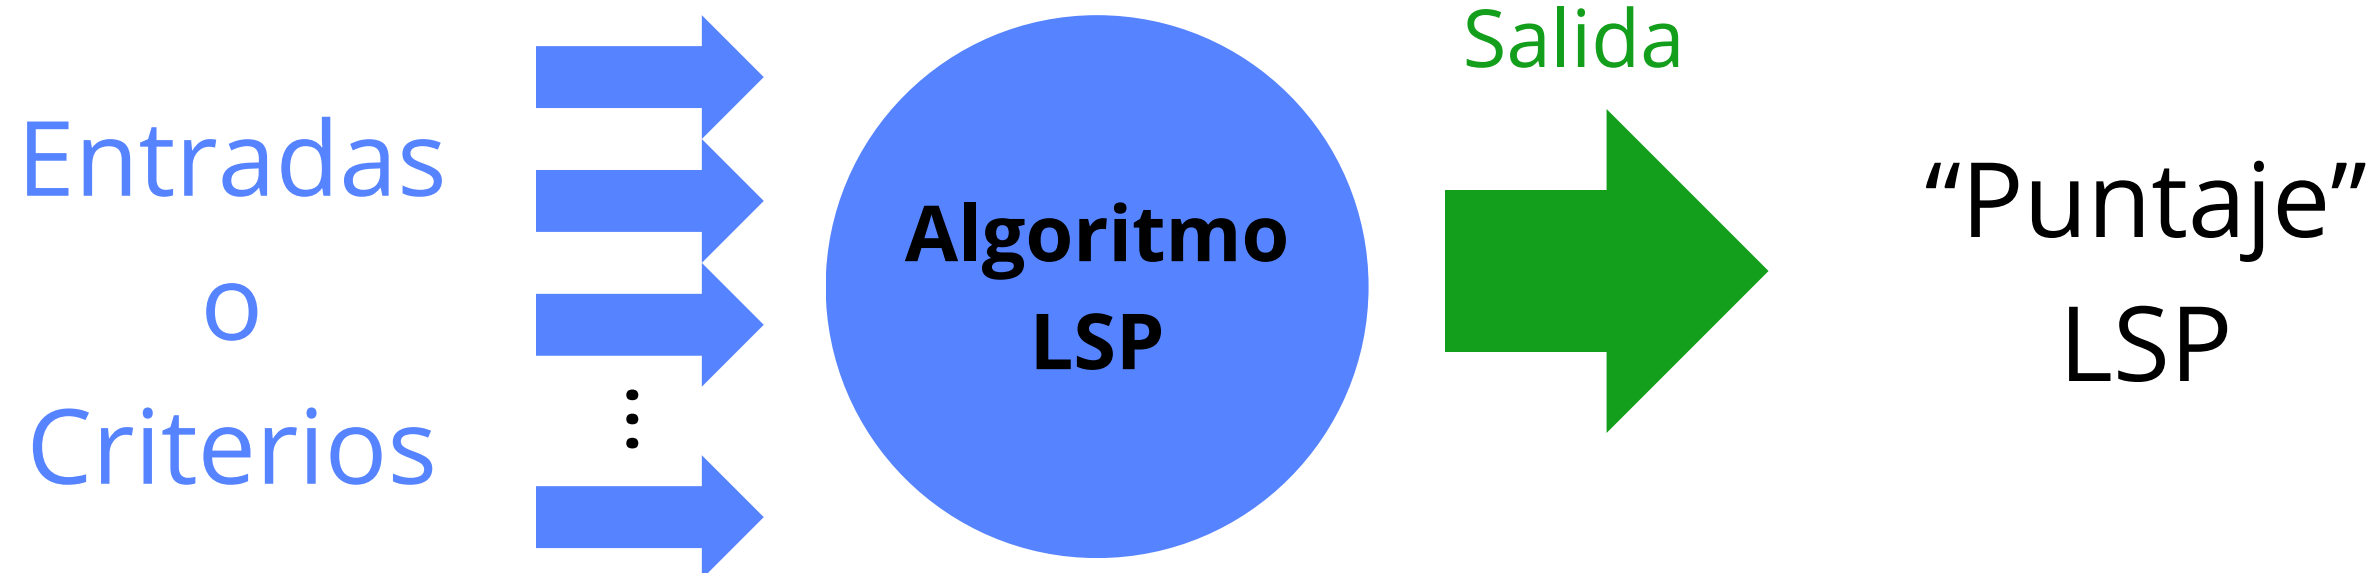 Entradas
o
Criterios
⋮
Algoritmo
LSP
Salida
“Puntaje”
LSP